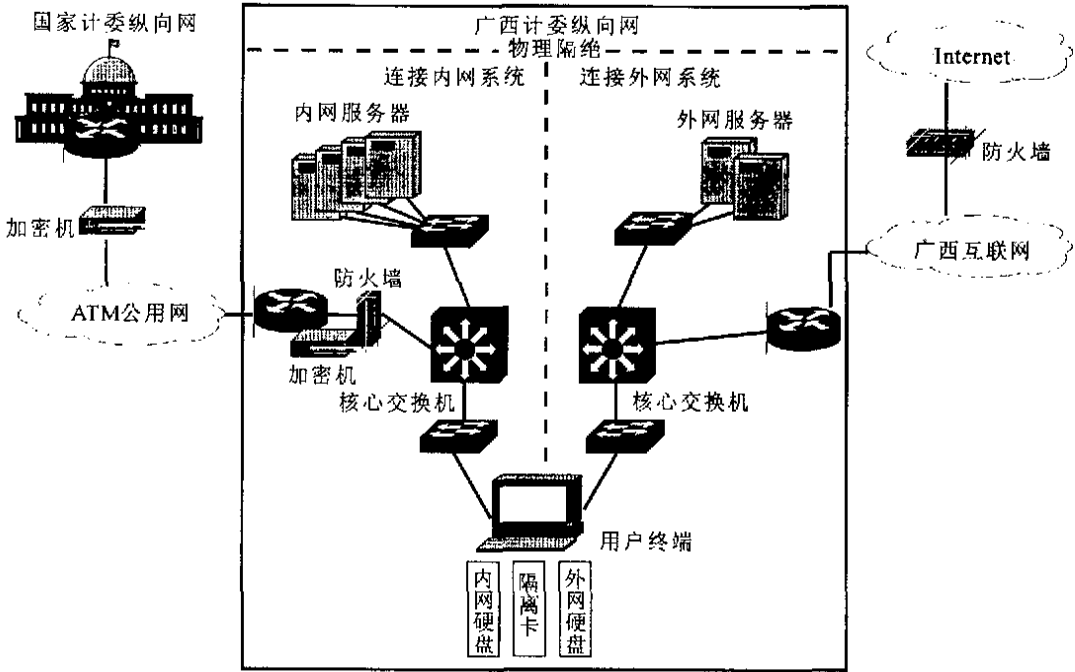 国家计委纵向网
广西计委纵向网
物理隔绝
连接内网系统
连接外网系统
Internet
内网服务器
外网服务器
防火墙
加密机
广西互联网
防火墙
ATM公用网
加密机
核心交换机
核心交换机
用户终端
内网硬盘
隔离卡
外网硬盘